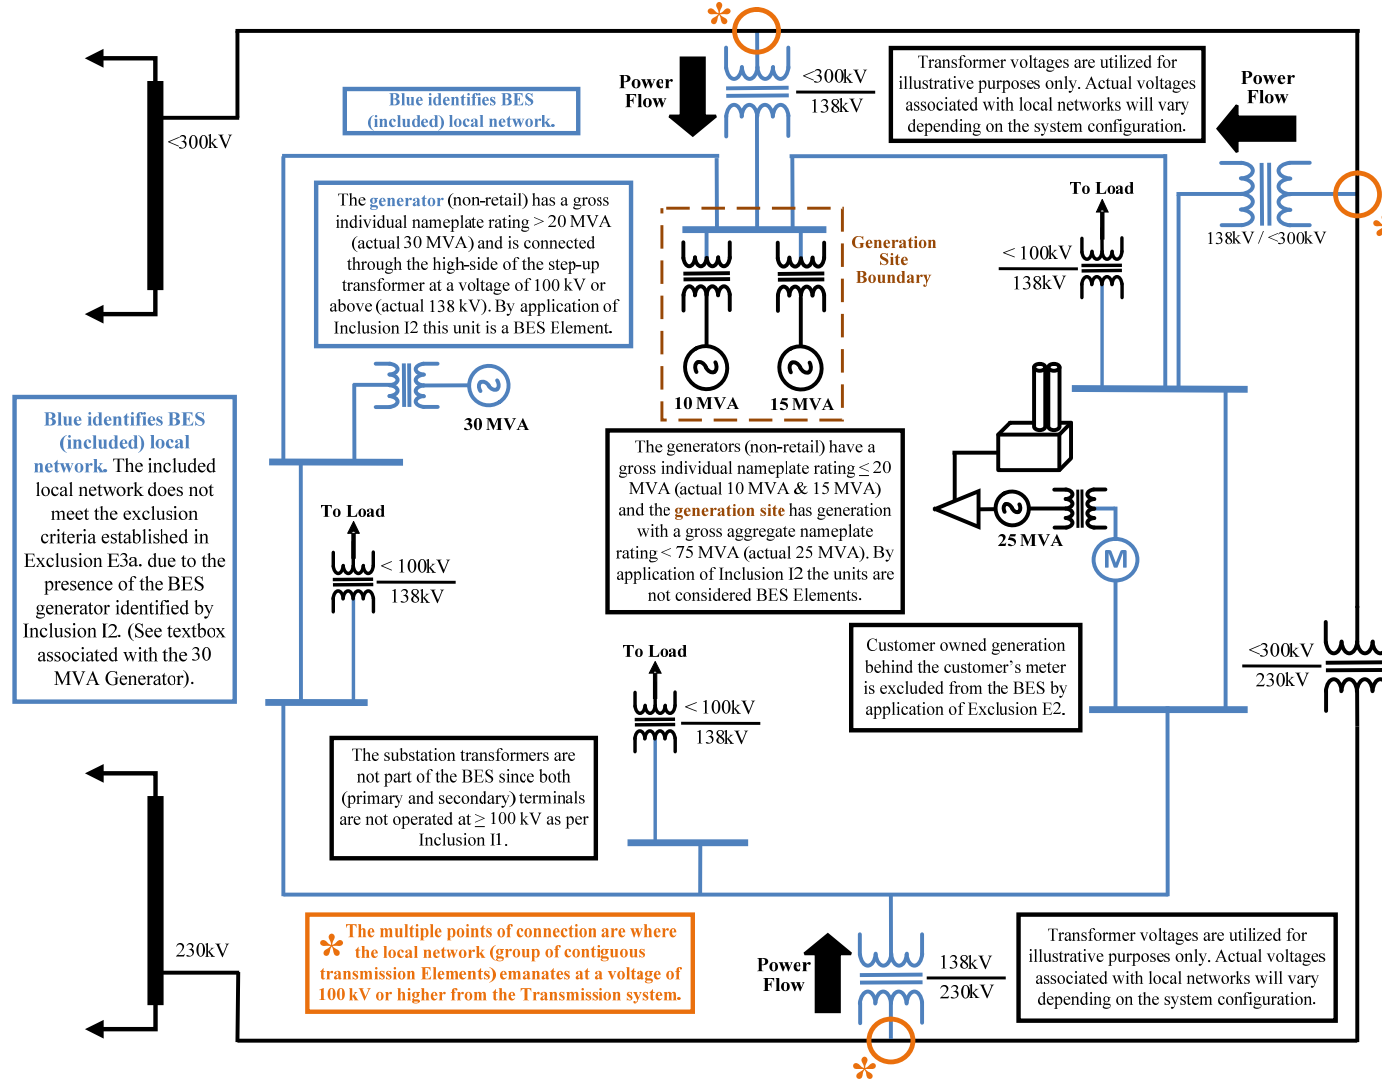 *
Power
Flow
<300kV
138kV
Transformer voltages are utilized for
illustrative purposes only. Actual voltages
associated with local networks will vary
depending on the system configuration.
Power
Flow
Blue identifies BES
(included) local network.
<300kV
The generator (non-retail) has a gross
individual nameplate rating > 20 MVA
(actual 30 MVA) and is connected
through the high-side of the step-up
transformer at a voltage of 100 kV or
above (actual 138 kV). By application of
Inclusion I2 this unit is a BES Element.
Generation
Site
Boundary
To Load
< 100kV
138kV
138kV / <300kV
*
30 MVA
10 MVA
15 MVA
Blue identifies BES
(included) local
network. The included
local network does not
meet the exclusion
criteria established in
Exclusion E3a. due to the
presence of the BES
generator identified by
Inclusion I2. (See textbox
associated with the 30
MVA Generator).
The generators (non-retail) have a
gross individual nameplate rating ≤ 20
MVA (actual 10 MVA & 15 MVA)
and the generation site has generation
with a gross aggregate nameplate
rating < 75 MVA (actual 25 MVA). By
application of Inclusion I2 the units are
not considered BES Elements.
25 MVA
M
To Load
< 100kV
138kV
Customer owned generation
behind the customer's meter
is excluded from the BES by
application of Exclusion E2.
<300kV
230kV
To Load
< 100kV
138kV
The substation transformers are
not part of the BES since both
(primary and secondary) terminals
are not operated at ≥ 100 kV as per
Inclusion I1.
230kV
* The multiple points of connection are where
the local network (group of contiguous
transmission Elements) emanates at a voltage of
100 kV or higher from the Transmission system.
Power
Flow
138kV
230kV
Transformer voltages are utilized for
illustrative purposes only. Actual voltages
associated with local networks will vary
depending on the system configuration.
*